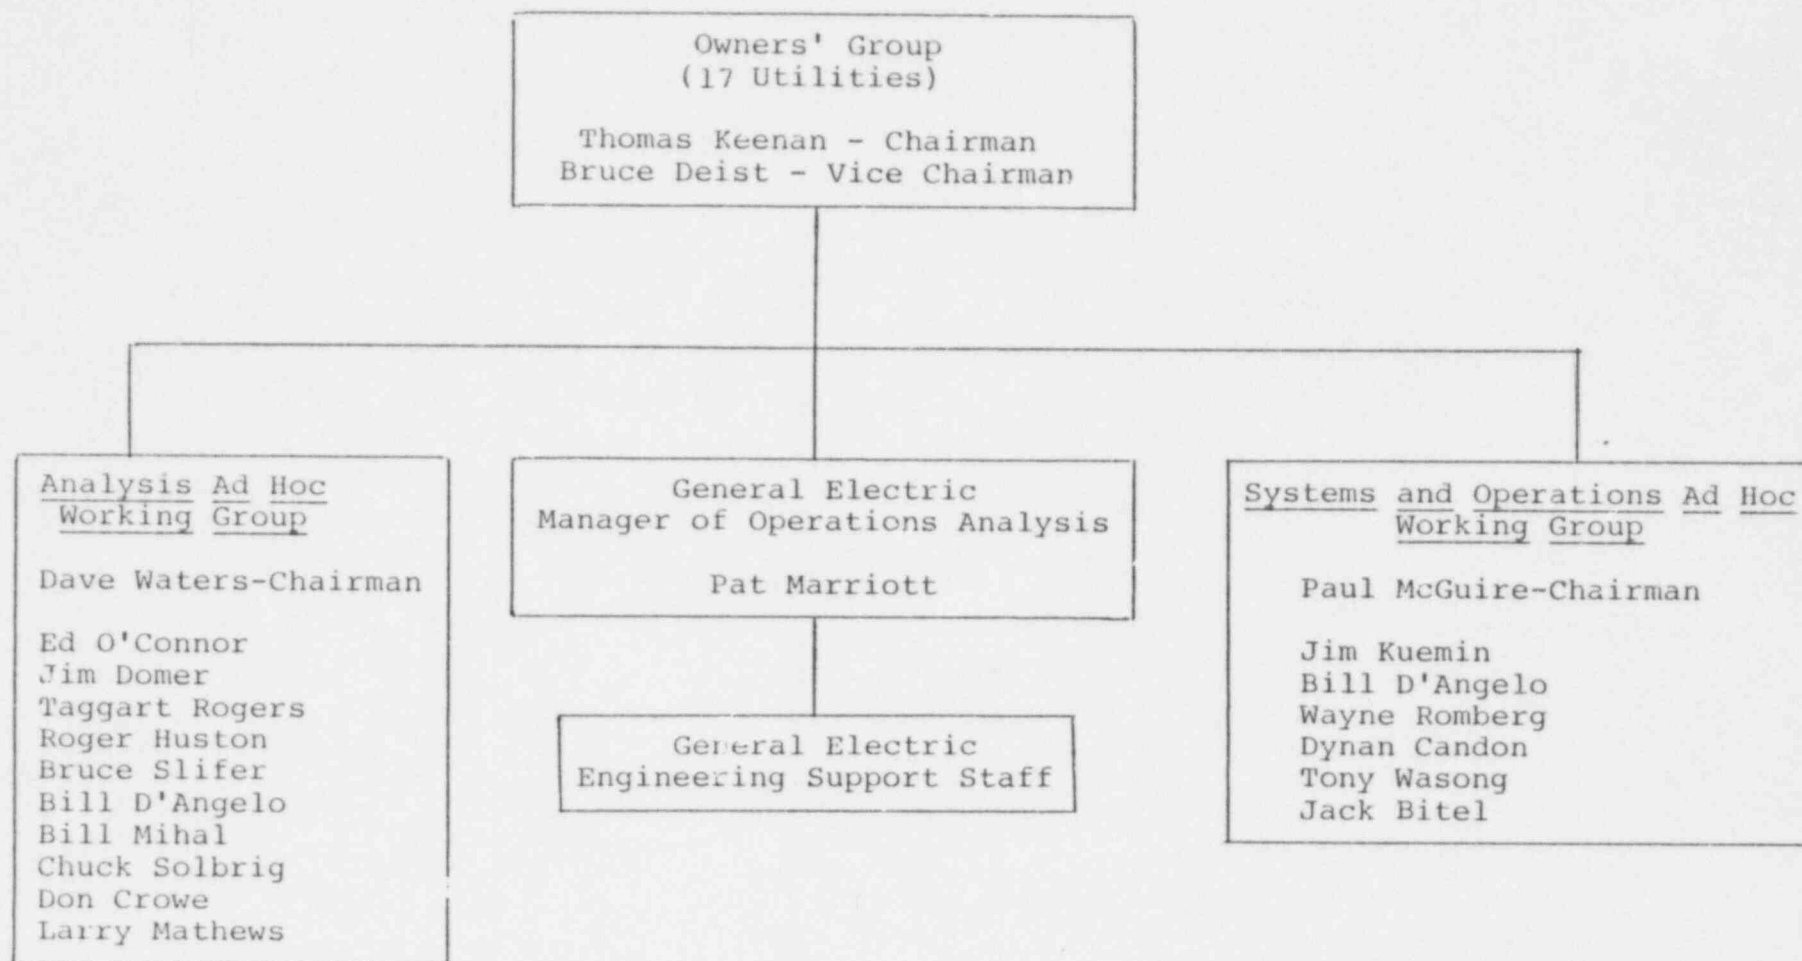 Owners' Group
(17 Utilities)
Thomas Keenan - Chairman
Bruce Deist - Vice Chairman
Analysis Ad Hoc
Working Group
Dave Waters-Chairman
Ed O'Connor
Jim Domer
Taggart Rogers
Roger Huston
Bruce Slifer
Bill D'Angelo
Bill Mihal
Chuck Solbrig
Don Crowe
Larry Mathews
General Electric
Manager of Operations Analysis
Pat Marriott
General Electric
Engineering Support Staff
Systems and Operations Ad Hoc
Working Group
Paul McGuire-Chairman
Jim Kuemin
Bill D'Angelo
Wayne Romberg
Dynan Candon
Tony Wasong
Jack Bitel